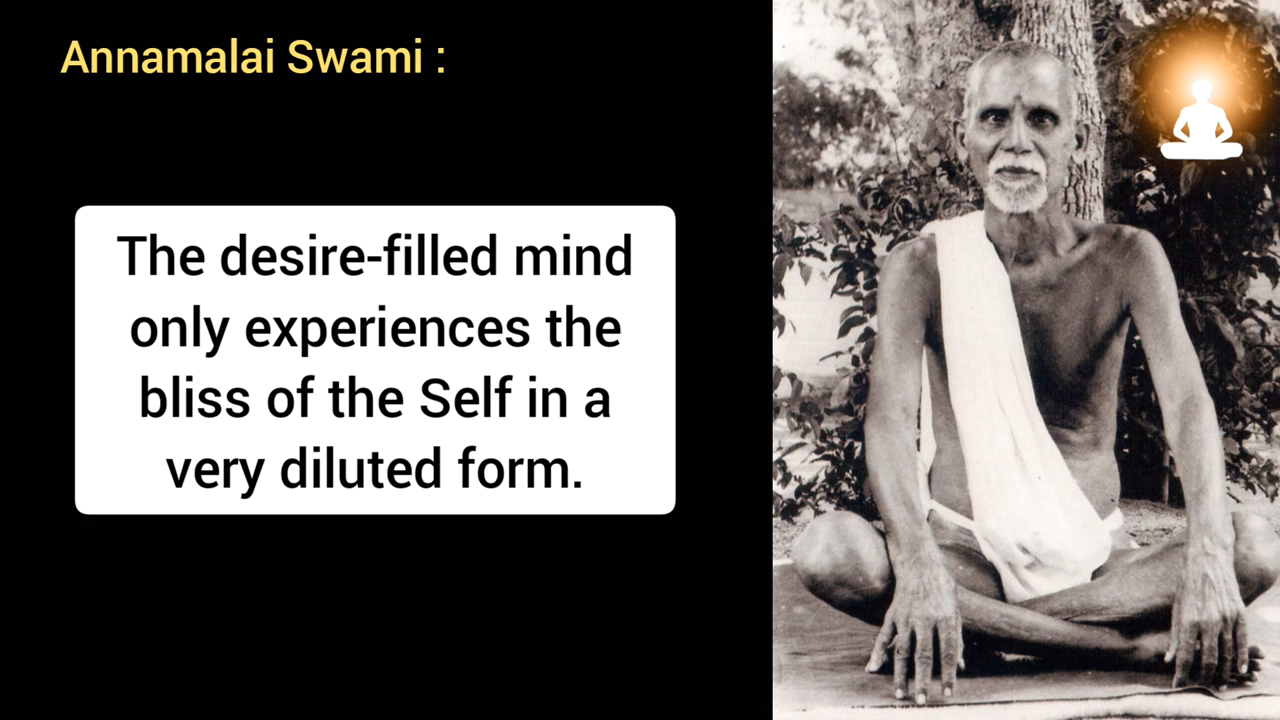 Annamalai Swami :
The desire-filled mind
only experiences the
bliss of the Self in a
very diluted form.